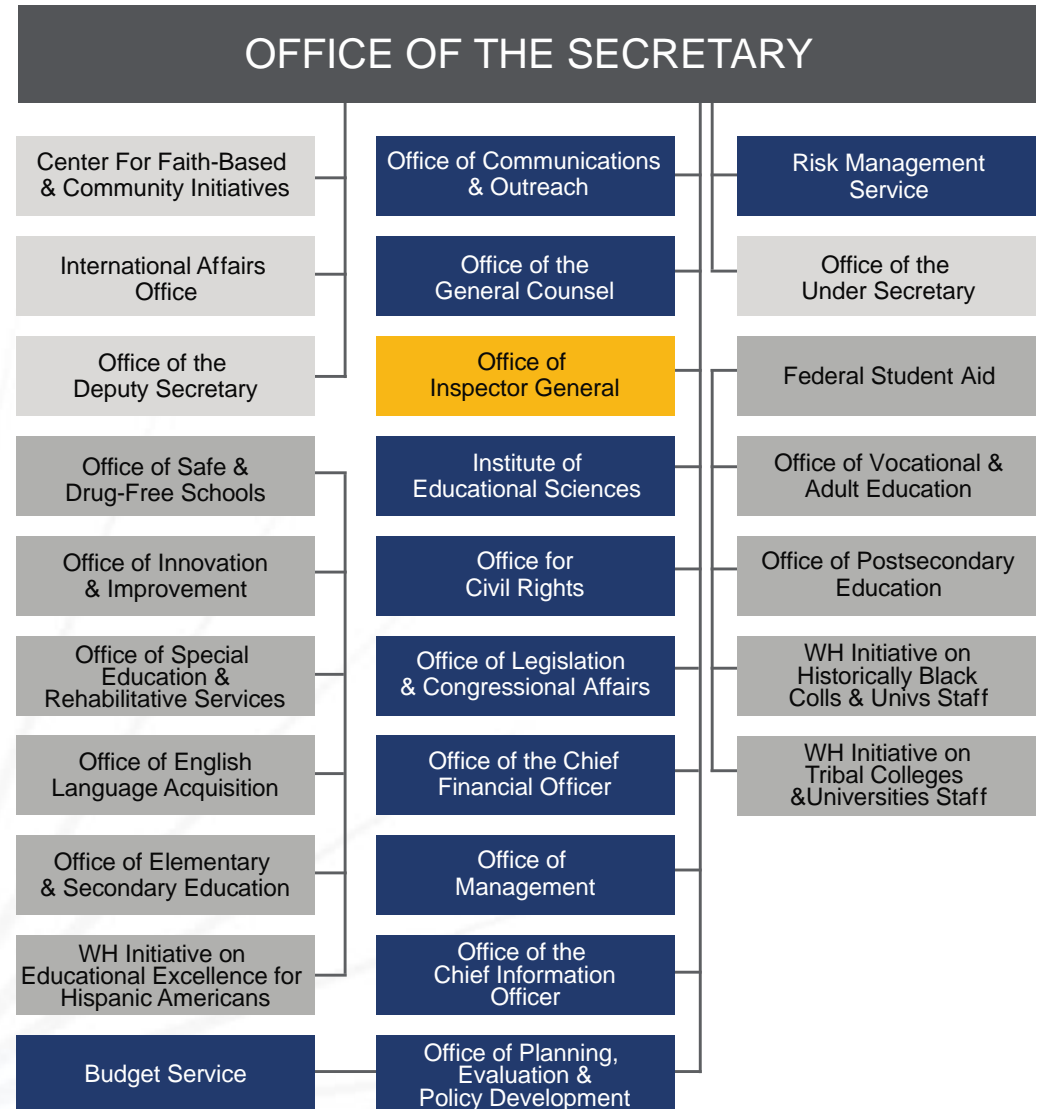 OFFICE OF THE SECRETARY
Center For Faith-Based
& Community Initiatives
International Affairs
Office
Office of the
Deputy Secretary
Office of Safe &
Drug-Free Schools
Office of Innovation
& Improvement
Office of Special
Education &
Rehabilitative Services
Office of English
Language Acquisition
Office of Elementary
& Secondary Education
WH Initiative on
Educational Excellence for
Hispanic Americans
Budget Service
Office of Communications
& Outreach
Office of the
General Counsel
Office of
Inspector General
Institute of
Educational Sciences
Office for
Civil Rights
Office of Legislation
& Congressional Affairs
Office of the Chief
Financial Officer
Office of
Management
Office of the
Chief Information
Officer
Office of Planning,
Evaluation &
Policy Development
Risk Management
Service
Office of the
Under Secretary
Federal Student Aid
Office of Vocational &
Adult Education
Office of Postsecondary
Education
WH Initiative on
Historically Black
Colls & Univs Staff
WH Initiative on
Tribal Colleges
&Universities Staff